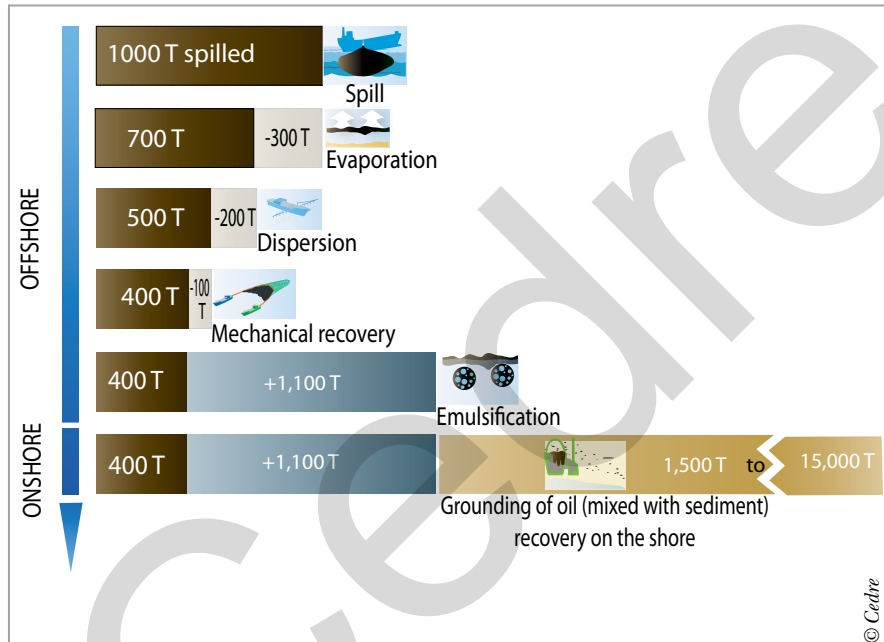 1000 T spilled
Spill
700 T
-300 T
Evaporation
500 T
-200 T
Dispersion
400 T
-100
T
Mechanical recovery
400 T
+1,100 T
Emulsification
400 T
+1,100 T
1,500 T to 15,000 T
Grounding of oil (mixed with sediment)
recovery on the shore
OFFSHORE
ONSHORE
© Cedre
Cedre